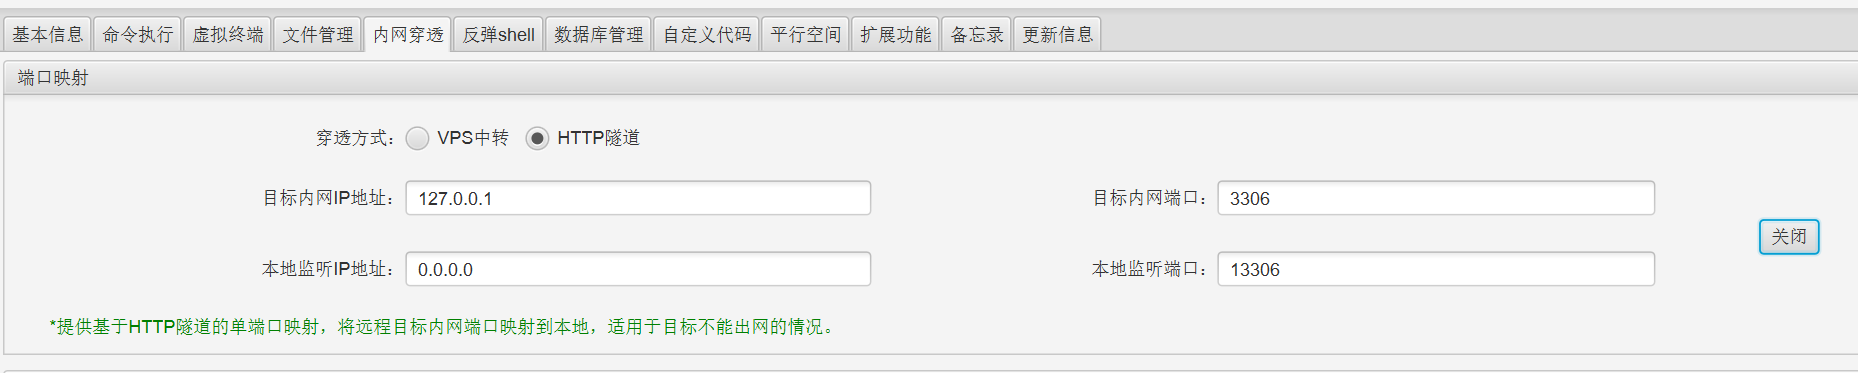 基本信息 命令执行 虚拟终端 文件管理 内网穿透 反弹shell 数据库管理 自定义代码 平行空间 扩展功能 备忘录 更新信息
端口映射
穿透方式： VPS中转 HTTP隧道
目标内网IP地址： 127.0.0.1 目标内网端口： 3306
关闭
本地监听IP地址： 0.0.0.0 本地监听端口： 13306
*提供基于HTTP隧道的单端口映射，将远程目标内网端口映射到本地，适用于目标不能出网的情况。